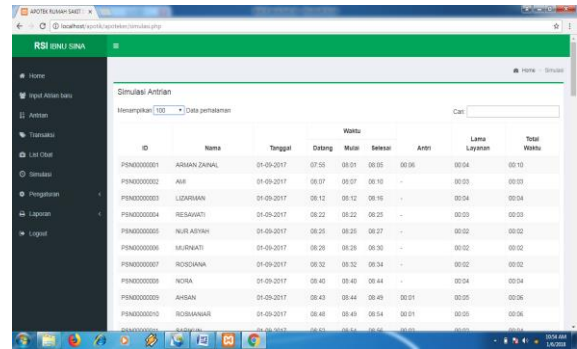 APOTEK RUMAH SAKIT
localhost/apotik/apoteker/simulasi.php
RSI IBNU SINA
Home
Input Atrian baru
Antrian
Transaksi
List Obat
Simulasi
Pengaturan
Laporan
Logout
Home Simulasi
Simulasi Antrian
Menampilkan 100 Data perhalaman
Cari
Waktu
ID Nama Tanggal Datang Mulai Selesai Antri Lama Layanan Total Waktu
PSN00000001 ARMAN ZAINAL 01-09-2017 07:55 08:01 08:05 00:06 00:04 00:10
PSN00000002 AMI 01-09-2017 08:07 08:07 08:10 - 00:03 00:03
PSN00000003 LIZARMAN 01-09-2017 08:12 08:12 08:16 - 00:04 00:04
PSN00000004 RESAWATI 01-09-2017 08:22 08:22 08:25 - 00:03 00:03
PSN00000005 NUR ASYAH 01-09-2017 08:25 08:25 08:27 - 00:02 00:02
PSN00000006 MURNIATI 01-09-2017 08:28 08:28 08:30 - 00:02 00:02
PSN00000007 ROSDIANA 01-09-2017 08:32 08:32 08:34 - 00:02 00:02
PSN00000008 NORA 01-09-2017 08:40 08:40 08:44 - 00:04 00:04
PSN00000009 AHSAN 01-09-2017 08:43 08:44 08:49 00:01 00:05 00:06
PSN00000010 ROSMANIAR 01-09-2017 08:48 08:49 08:54 00:01 00:05 00:06
10:54 AM
1/6/2018